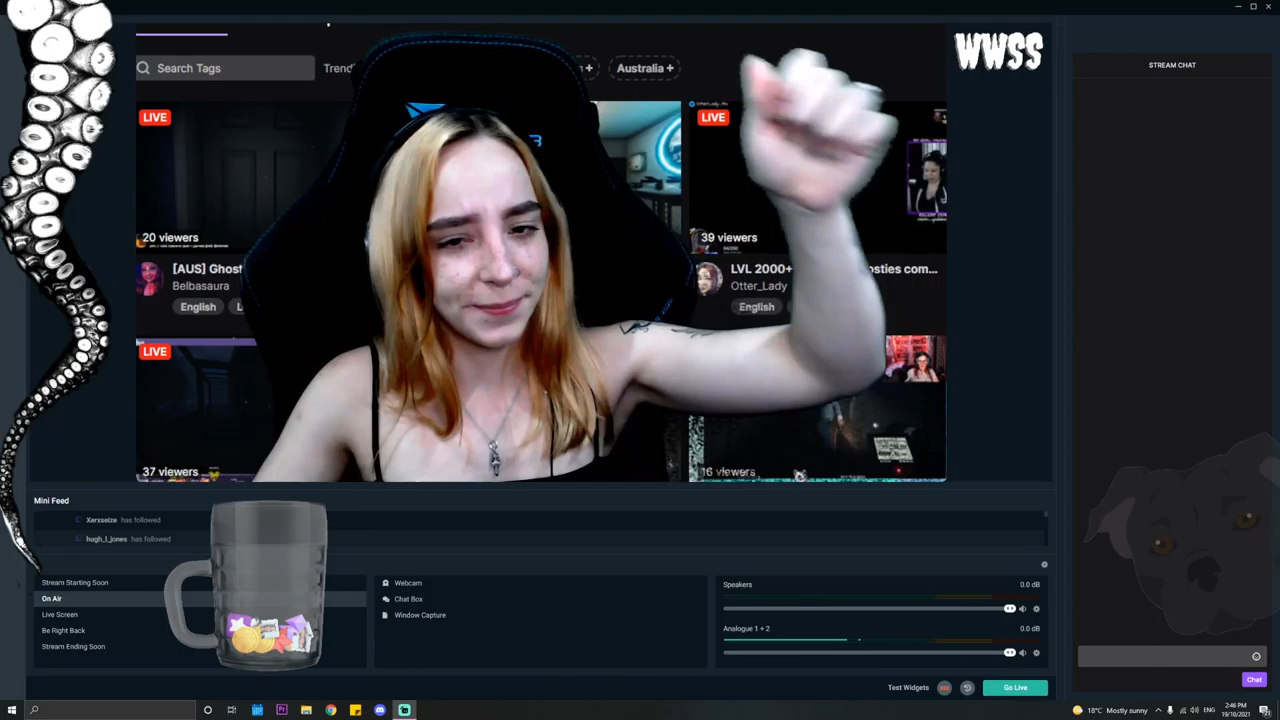 WWSS
STREAM CHAT
Search Tags
Australia +
LIVE
LIVE
20 viewers
39 viewers
[AUS] Ghost
LVL 2000+
osties com...
Belbasaura
Otter_Lady
English
English
LIVE
37 viewers
16 viewers
Mini Feed
Xerxseize has followed
hugh_l_jones has followed
Stream Starting Soon
On Air
Live Screen
Be Right Back
Stream Ending Soon
Webcam
Chat Box
Window Capture
Speakers
0.0 dB
Analogue 1 + 2
0.0 dB
Test Widgets
REC
Go Live
Chat
18°C Mostly sunny
ENG
2:46 PM
19/10/2021